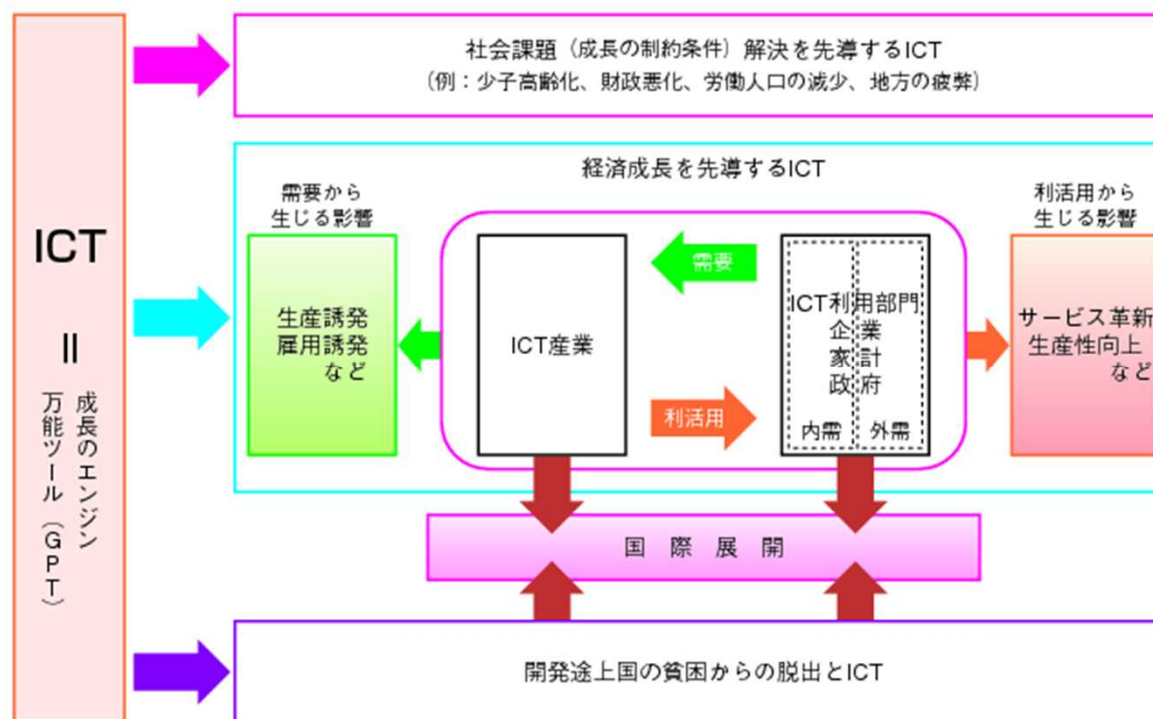 ICT
＝
成長のエンジン
万能ツール（GPT）
社会課題（成長の制約条件）解決を先導するICT
（例：少子高齢化、財政悪化、労働人口の減少、地方の疲弊）
経済成長を先導するICT
需要から
生じる影響
生産誘発
雇用誘発
など
ICT産業
需要
利活用
ICT利用部門
企業
家計
政府
内需
外需
利活用から
生じる影響
サービス革新
生産性向上
など
国際展開
開発途上国の貧困からの脱出とICT